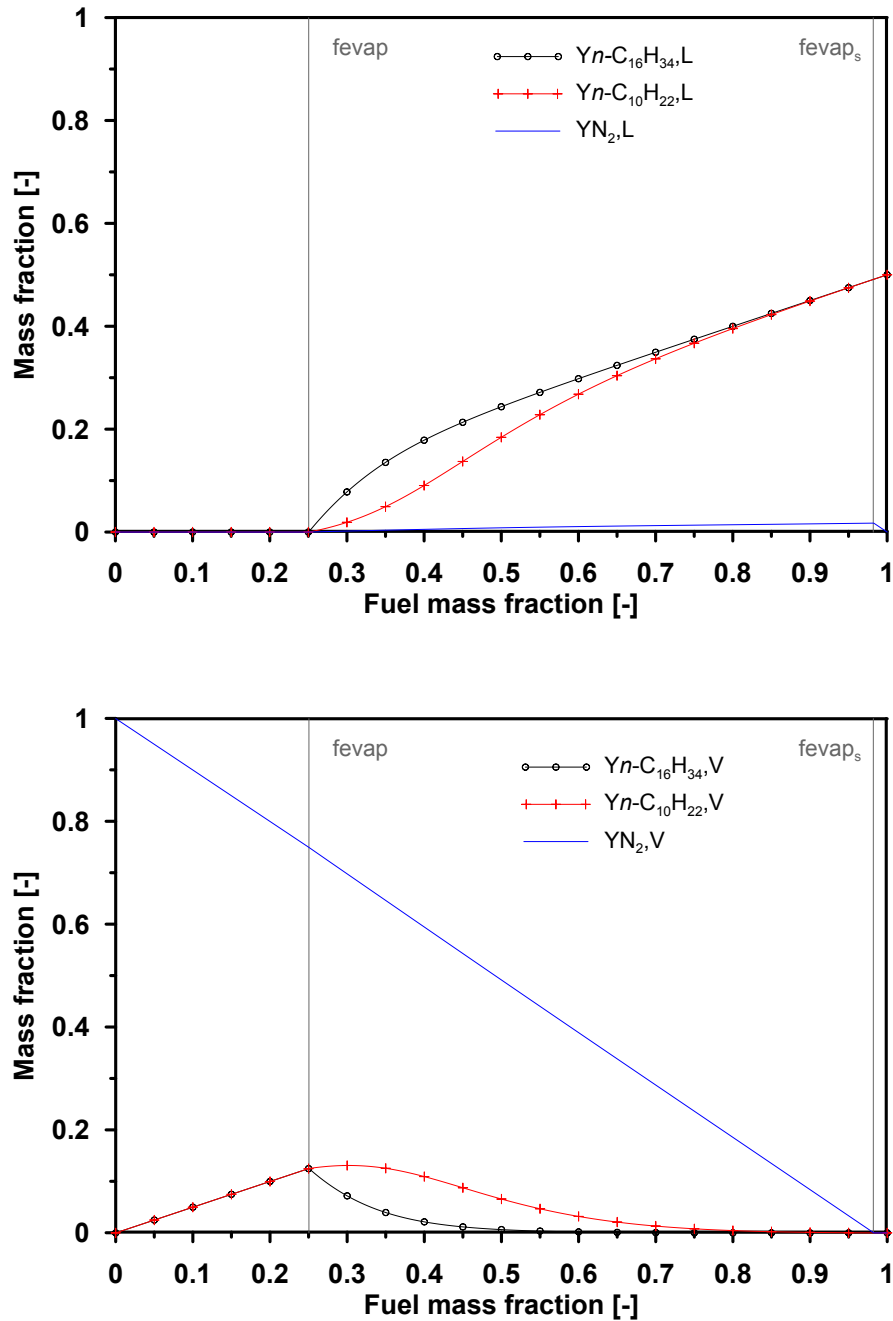 1
fevap
fevapₛ
Yn-C₁₆H₃₄,L
Yn-C₁₀H₂₂,L
YN₂,L
0.8
0.6
0.4
0.2
0
Mass fraction [-]
0 0.1 0.2 0.3 0.4 0.5 0.6 0.7 0.8 0.9 1
Fuel mass fraction [-]
1
fevap
fevapₛ
Yn-C₁₆H₃₄,V
Yn-C₁₀H₂₂,V
YN₂,V
0.8
0.6
0.4
0.2
0
Mass fraction [-]
0 0.1 0.2 0.3 0.4 0.5 0.6 0.7 0.8 0.9 1
Fuel mass fraction [-]